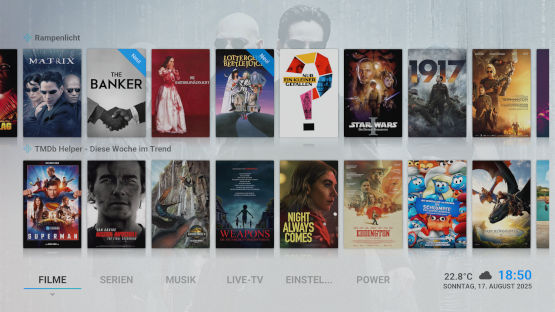 Rampenlicht
MATRIX
THE
BANKER
Neu!
LOTTERGEIST
BEETLEJUICE
Neu!
NUR
EIN KLEINER
GEFALLEN
STAR WARS
I
1917
TMDb Helper - Diese Woche im Trend
SUPERMAN
WEAPONS
NIGHT
ALWAYS
COMES
EDDINGTON
FILME
SERIEN
MUSIK
LIVE-TV
EINSTEL...
POWER
22.8°C
18:50
SONNTAG, 17. AUGUST 2025